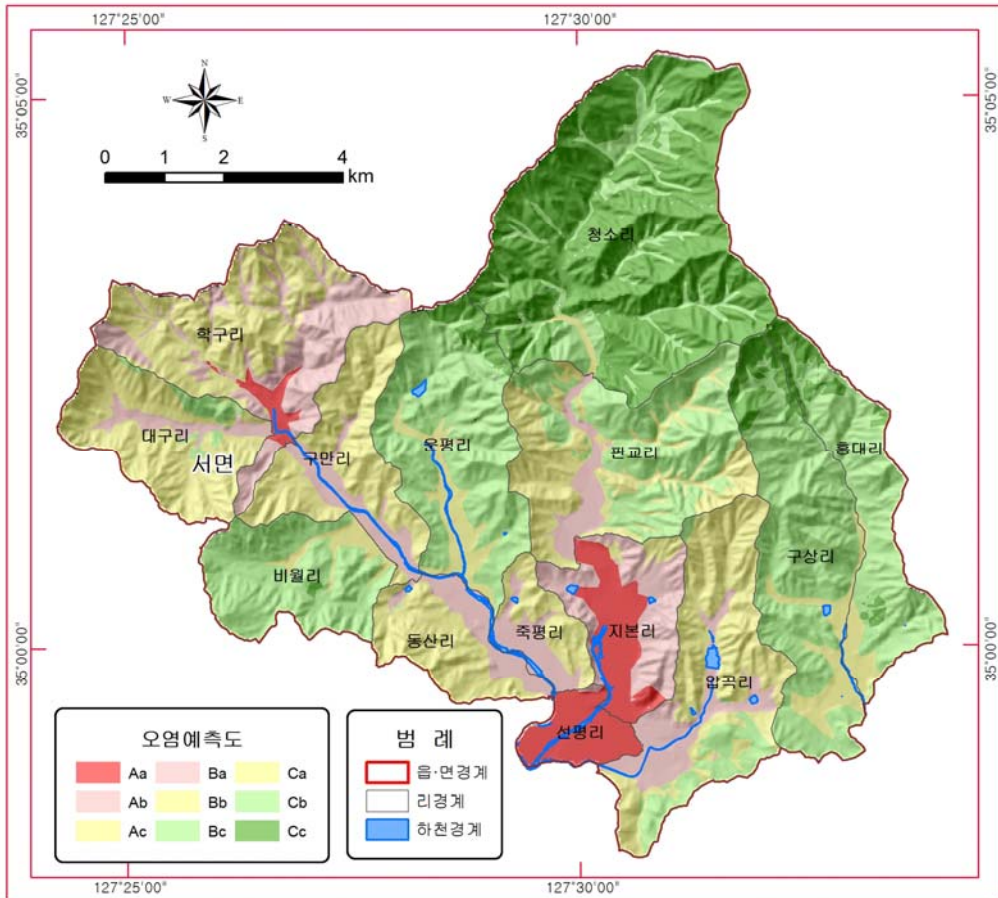 127°25'00"
127°30'00"
35°05'00"
35°05'00"
N
W
E
S
0 1 2 4
km
청소리
학구리
대구리
서면
구만리
운평리
판교리
흥대리
구상리
비월리
동산리
죽평리
지본리
압곡리
선평리
35°00'00"
35°00'00"
오염예측도
Aa Ba Ca
Ab Bb Cb
Ac Bc Cc
범 례
읍·면경계
리경계
하천경계
127°25'00"
127°30'00"